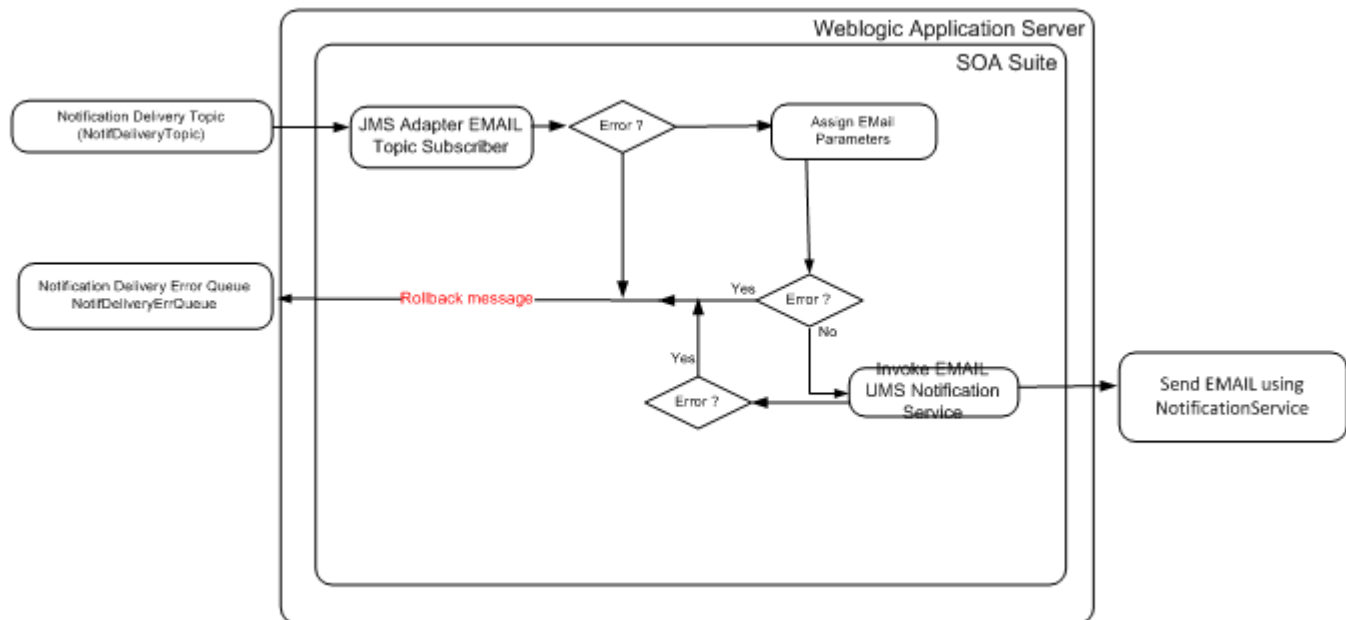 Weblogic Application Server
SOA Suite
Notification Delivery Topic
(NotifDeliveryTopic)
JMS Adapter EMAIL
Topic Subscriber
Error ?
Assign EMail
Parameters
Notification Delivery Error Queue
NotifDeliveryErrQueue
Rollback message
Yes
Error ?
No
Yes
Error ?
Invoke EMAIL
UMS Notification
Service
Send EMAIL using
NotificationService